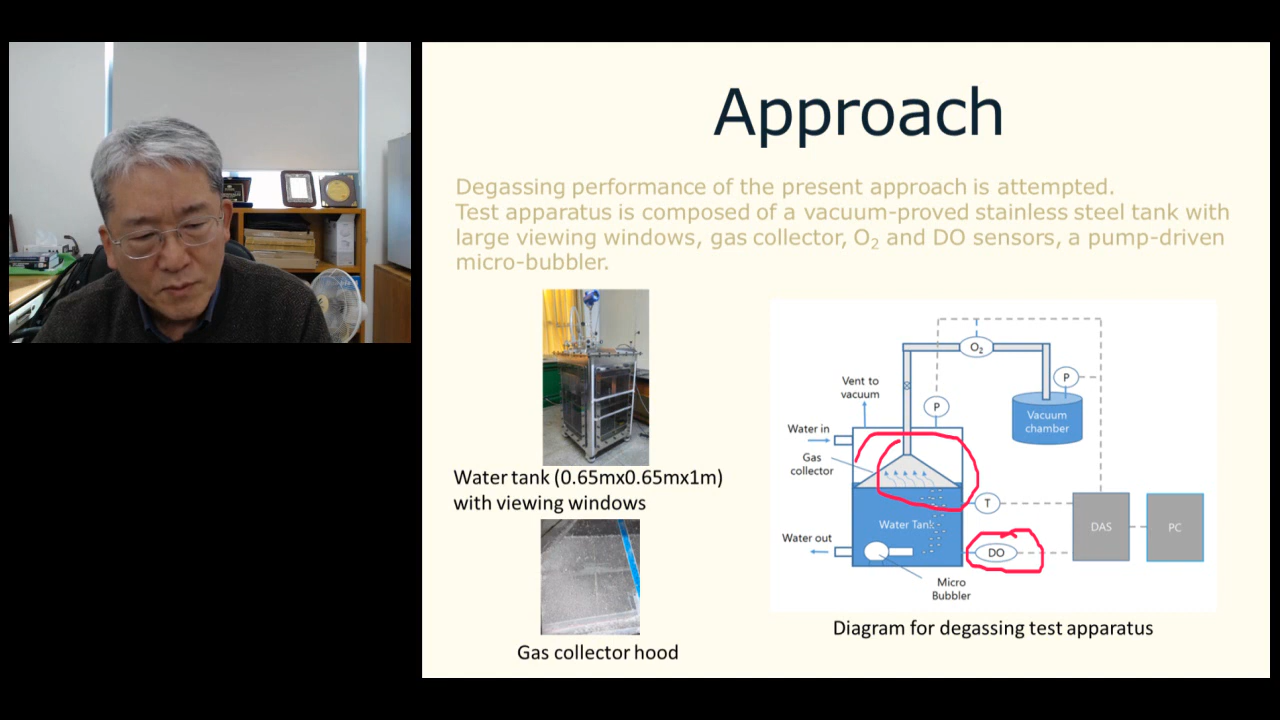 Approach
Degassing performance of the present approach is attempted.
Test apparatus is composed of a vacuum-proved stainless steel tank with
large viewing windows, gas collector, O2 and DO sensors, a pump-driven
micro-bubbler.
Water tank (0.65mx0.65mx1m)
with viewing windows
Gas collector hood
O2
P
Vent to
vacuum
P
Vacuum
chamber
Water in
Gas
collector
T
Water Tank
DAS
PC
Water out
DO
Micro
Bubbler
Diagram for degassing test apparatus